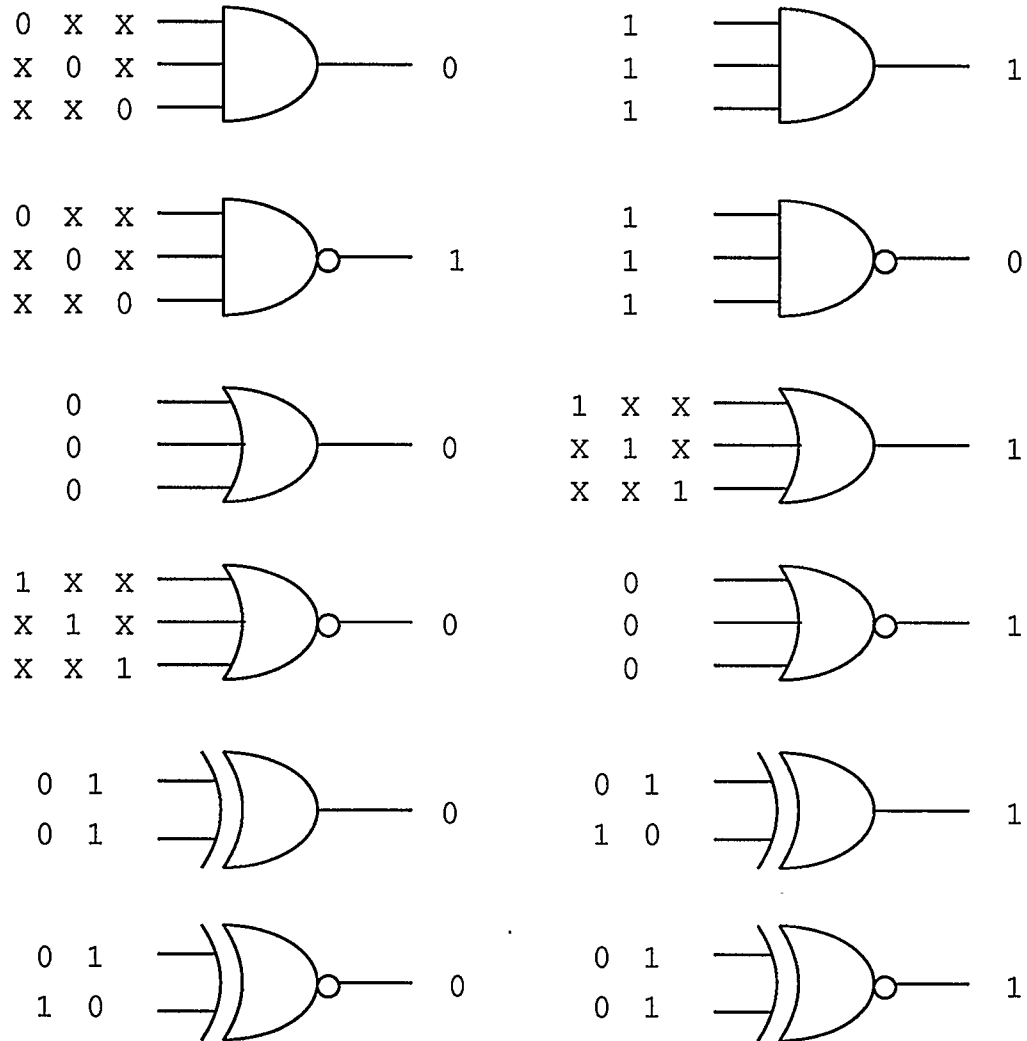 0 X X 1
X 0 X 0 1 1
X X 0 1
0 X X 1
X 0 X 1 1 0
X X 0 1
0 1 X X
0 0 X 1 X 1
0 X X 1
1 X X 0
X 1 X 0 0 1
X X 1 0
0 1 0 1
0 1
0 1 1 0
0 1 0 1
0 1
1 0 0 1